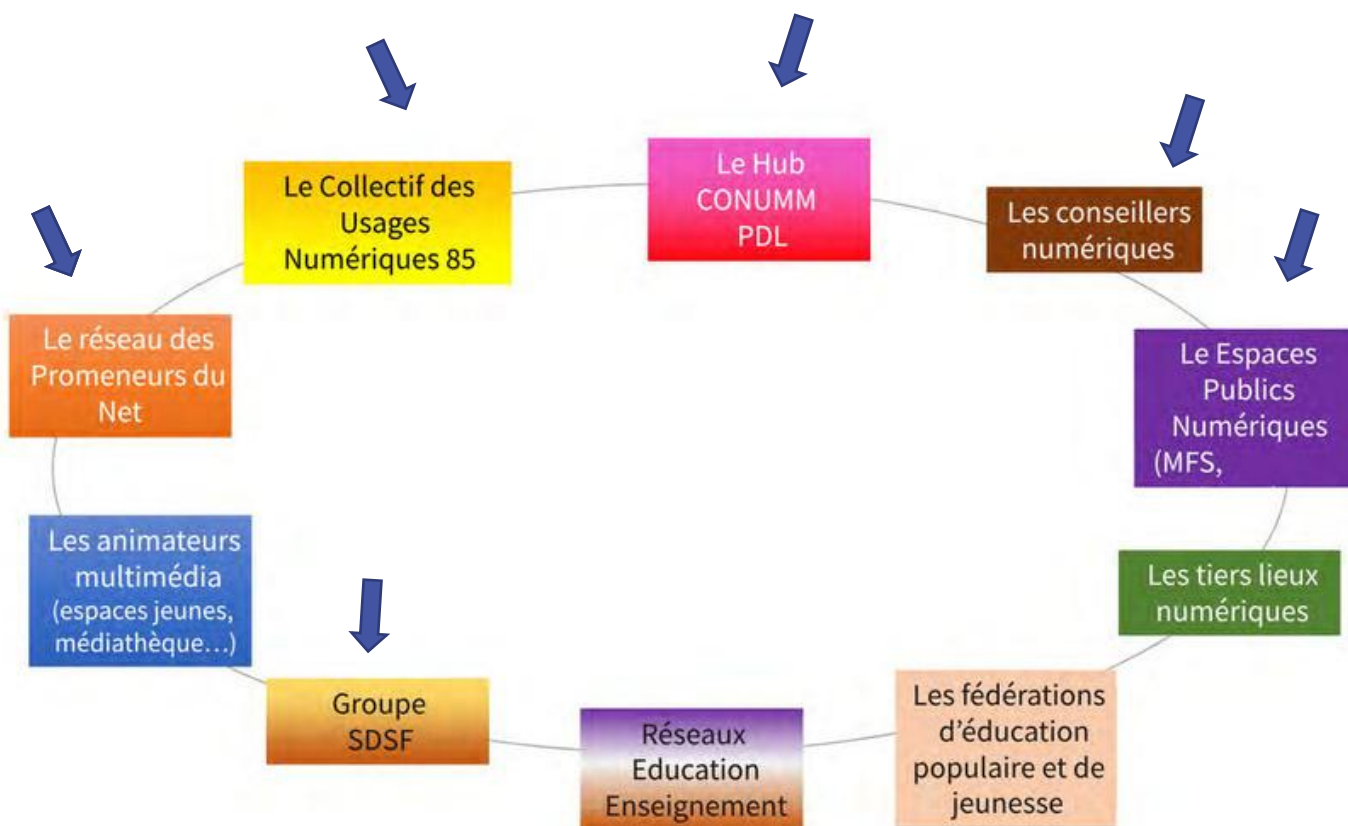 Le Hub
CONUMM
PDL
Le Collectif des
Usages
Numériques 85
Les conseillers
numériques
Le réseau des
Promeneurs du
Net
Le Espaces
Publics
Numériques
(MFS,
Les animateurs
multimédia
(espaces jeunes,
médiathèque…)
Les tiers lieux
numériques
Groupe
SDSF
Réseaux
Education
Enseignement
Les fédérations
d’éducation
populaire et de
jeunesse